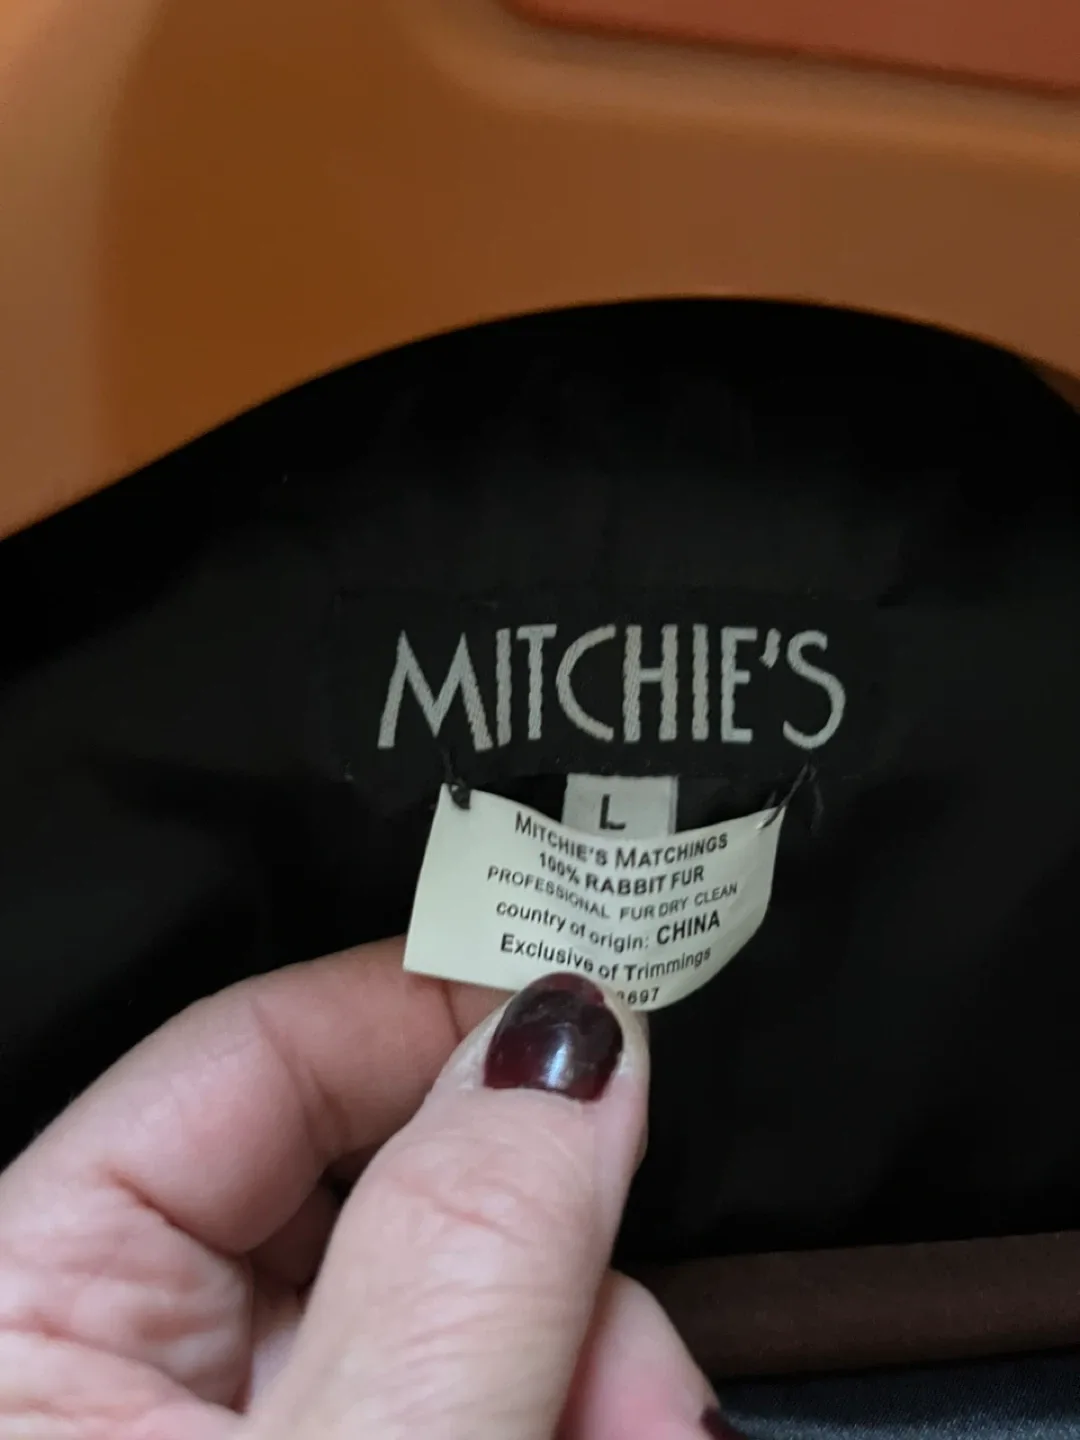 MITCHIE'S
L
MITCHIE'S MATCHINGS
100% RABBIT FUR
PROFESSIONAL FUR DRY CLEAN
country of origin: CHINA
Exclusive of Trimmings